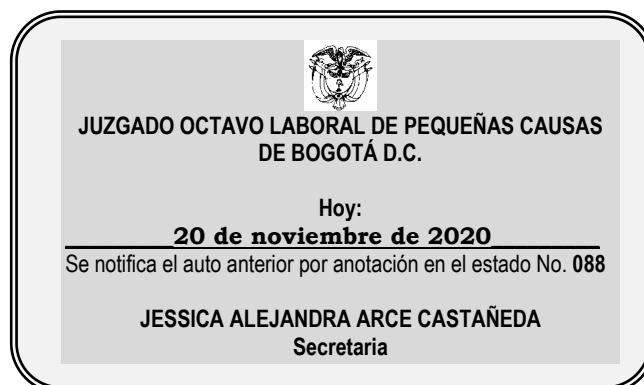 JUZGADO OCTAVO LABORAL DE PEQUEÑAS CAUSAS
DE BOGOTÁ D.C.
Hoy:
20 de noviembre de 2020
Se notifica el auto anterior por anotación en el estado No. 088
JESSICA ALEJANDRA ARCE CASTAÑEDA
Secretaria